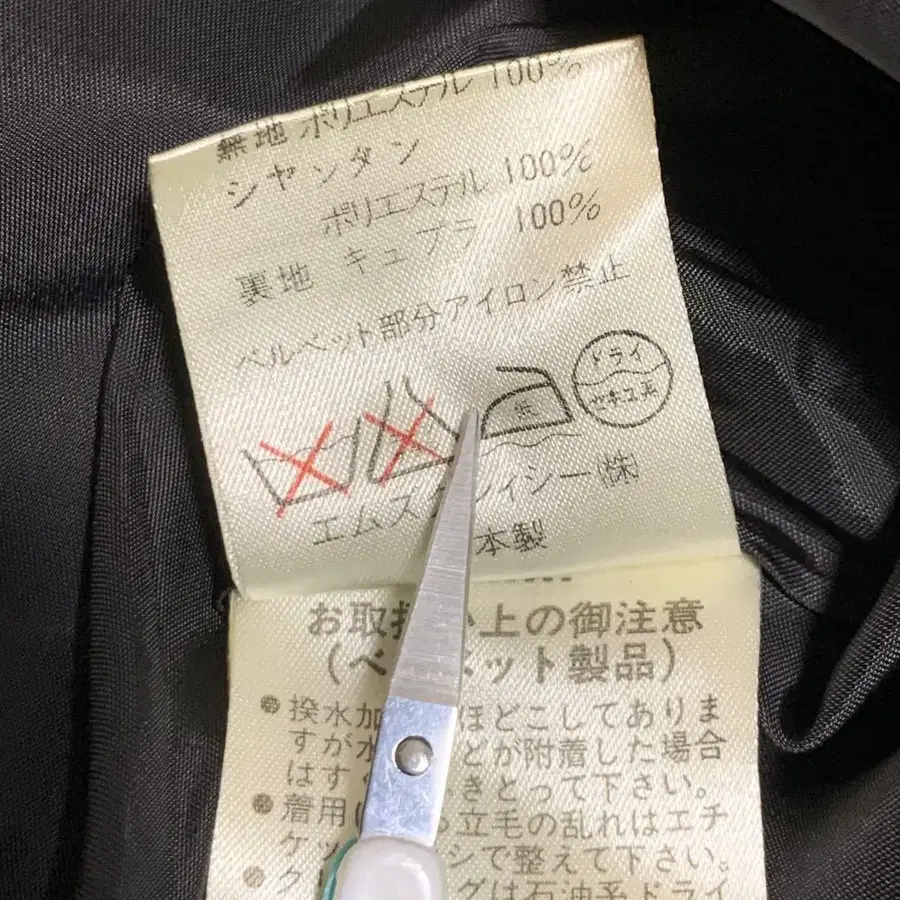 無地 ポリエステル 100%
シャンタン
ポリエステル 100%
裏地 キュプラ 100%
ベルベット部分アイロン禁止
低
ドライ
セキユ系
エムズ シィシー(株)
本製
お取扱 上の御注意
(ベ ット製品)
●撥水加 ほどこしてありま
すが水 どが附着した場合
はす きとって下さい。
●着用 立毛の乱れはエチ
ケッ シで整えて下さい。
●ク グは石油系ドライ